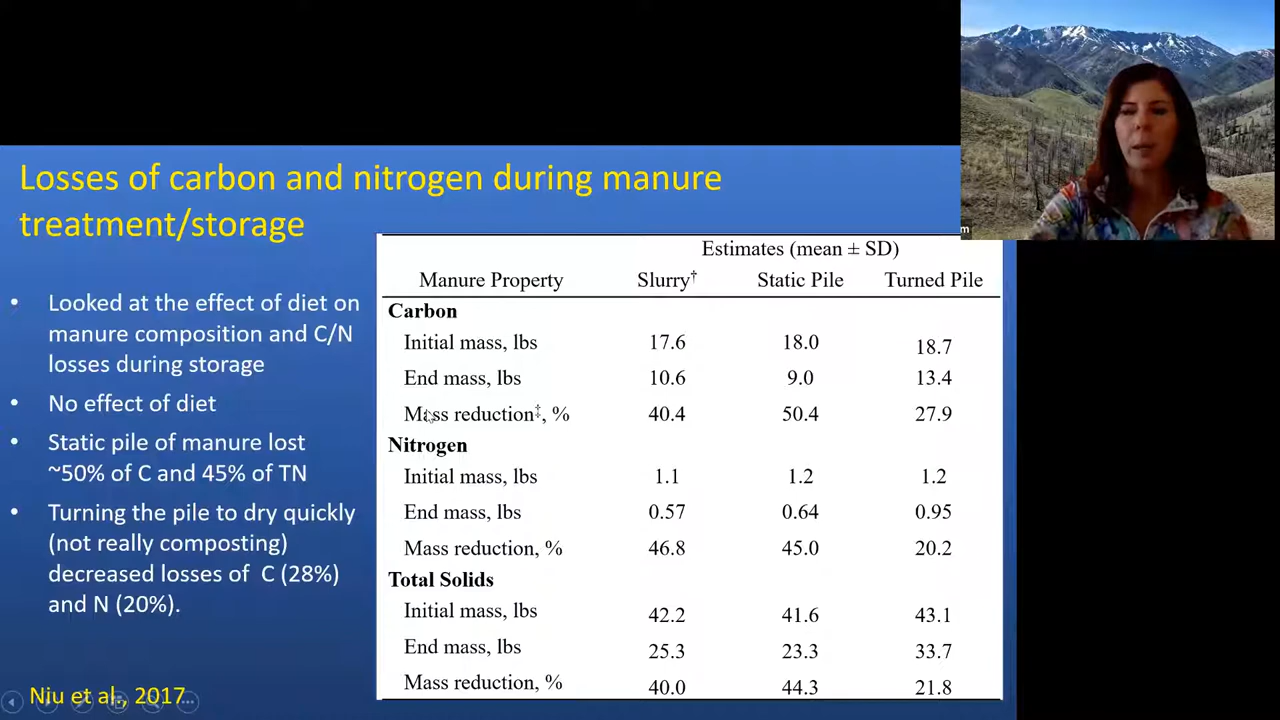 Losses of carbon and nitrogen during manure
treatment/storage
• Looked at the effect of diet on
manure composition and C/N
losses during storage
• No effect of diet
• Static pile of manure lost
~50% of C and 45% of TN
• Turning the pile to dry quickly
(not really composting)
decreased losses of C (28%)
and N (20%).
Niu et al., 2017
Estimates (mean ± SD)
Manure Property Slurry† Static Pile Turned Pile
Carbon
Initial mass, lbs 17.6 18.0 18.7
End mass, lbs 10.6 9.0 13.4
Mass reduction‡, % 40.4 50.4 27.9
Nitrogen
Initial mass, lbs 1.1 1.2 1.2
End mass, lbs 0.57 0.64 0.95
Mass reduction, % 46.8 45.0 20.2
Total Solids
Initial mass, lbs 42.2 41.6 43.1
End mass, lbs 25.3 23.3 33.7
Mass reduction, % 40.0 44.3 21.8